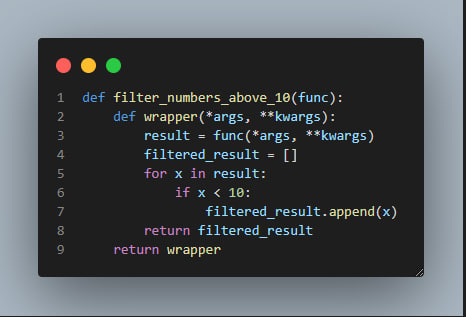 1 def filter_numbers_above_10(func):
2     def wrapper(*args, **kwargs):
3         result = func(*args, **kwargs)
4         filtered_result = []
5         for x in result:
6             if x < 10:
7                 filtered_result.append(x)
8         return filtered_result
9     return wrapper